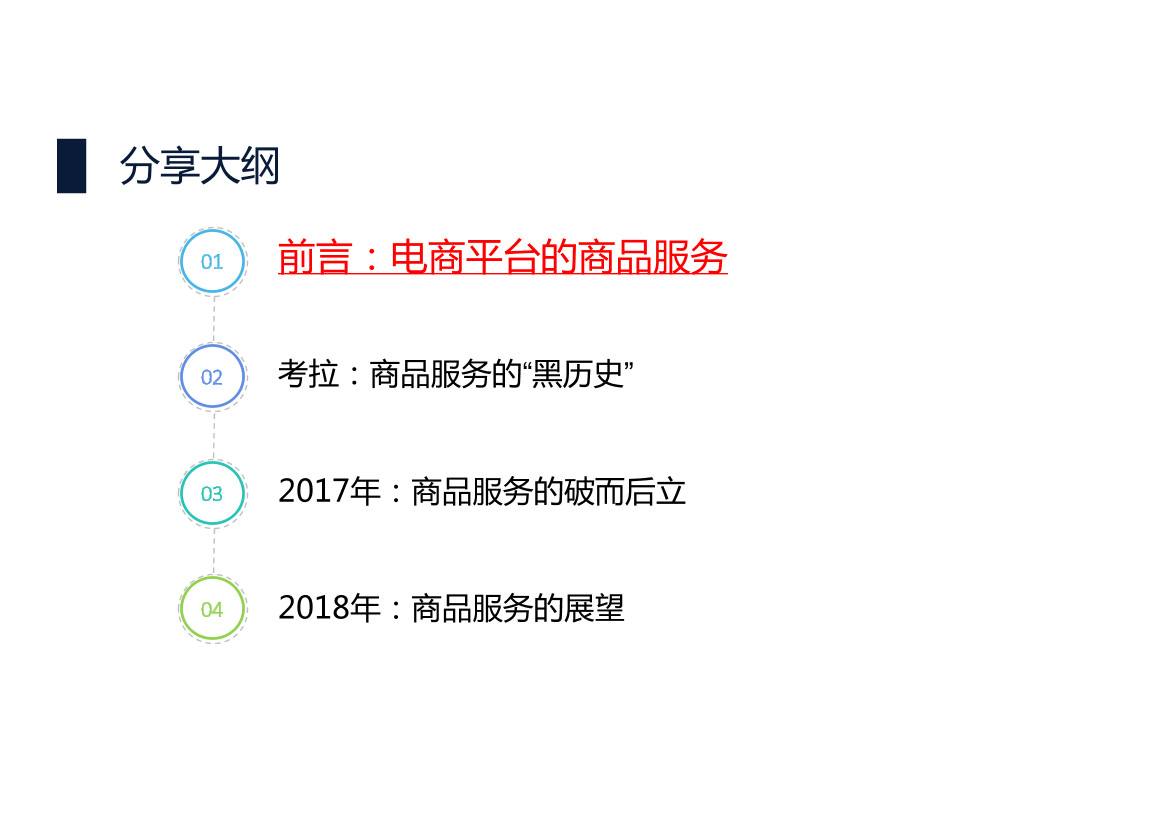 分享大纲
01
前言：电商平台的商品服务
02
考拉：商品服务的“黑历史”
03
2017年：商品服务的破而后立
04
2018年：商品服务的展望